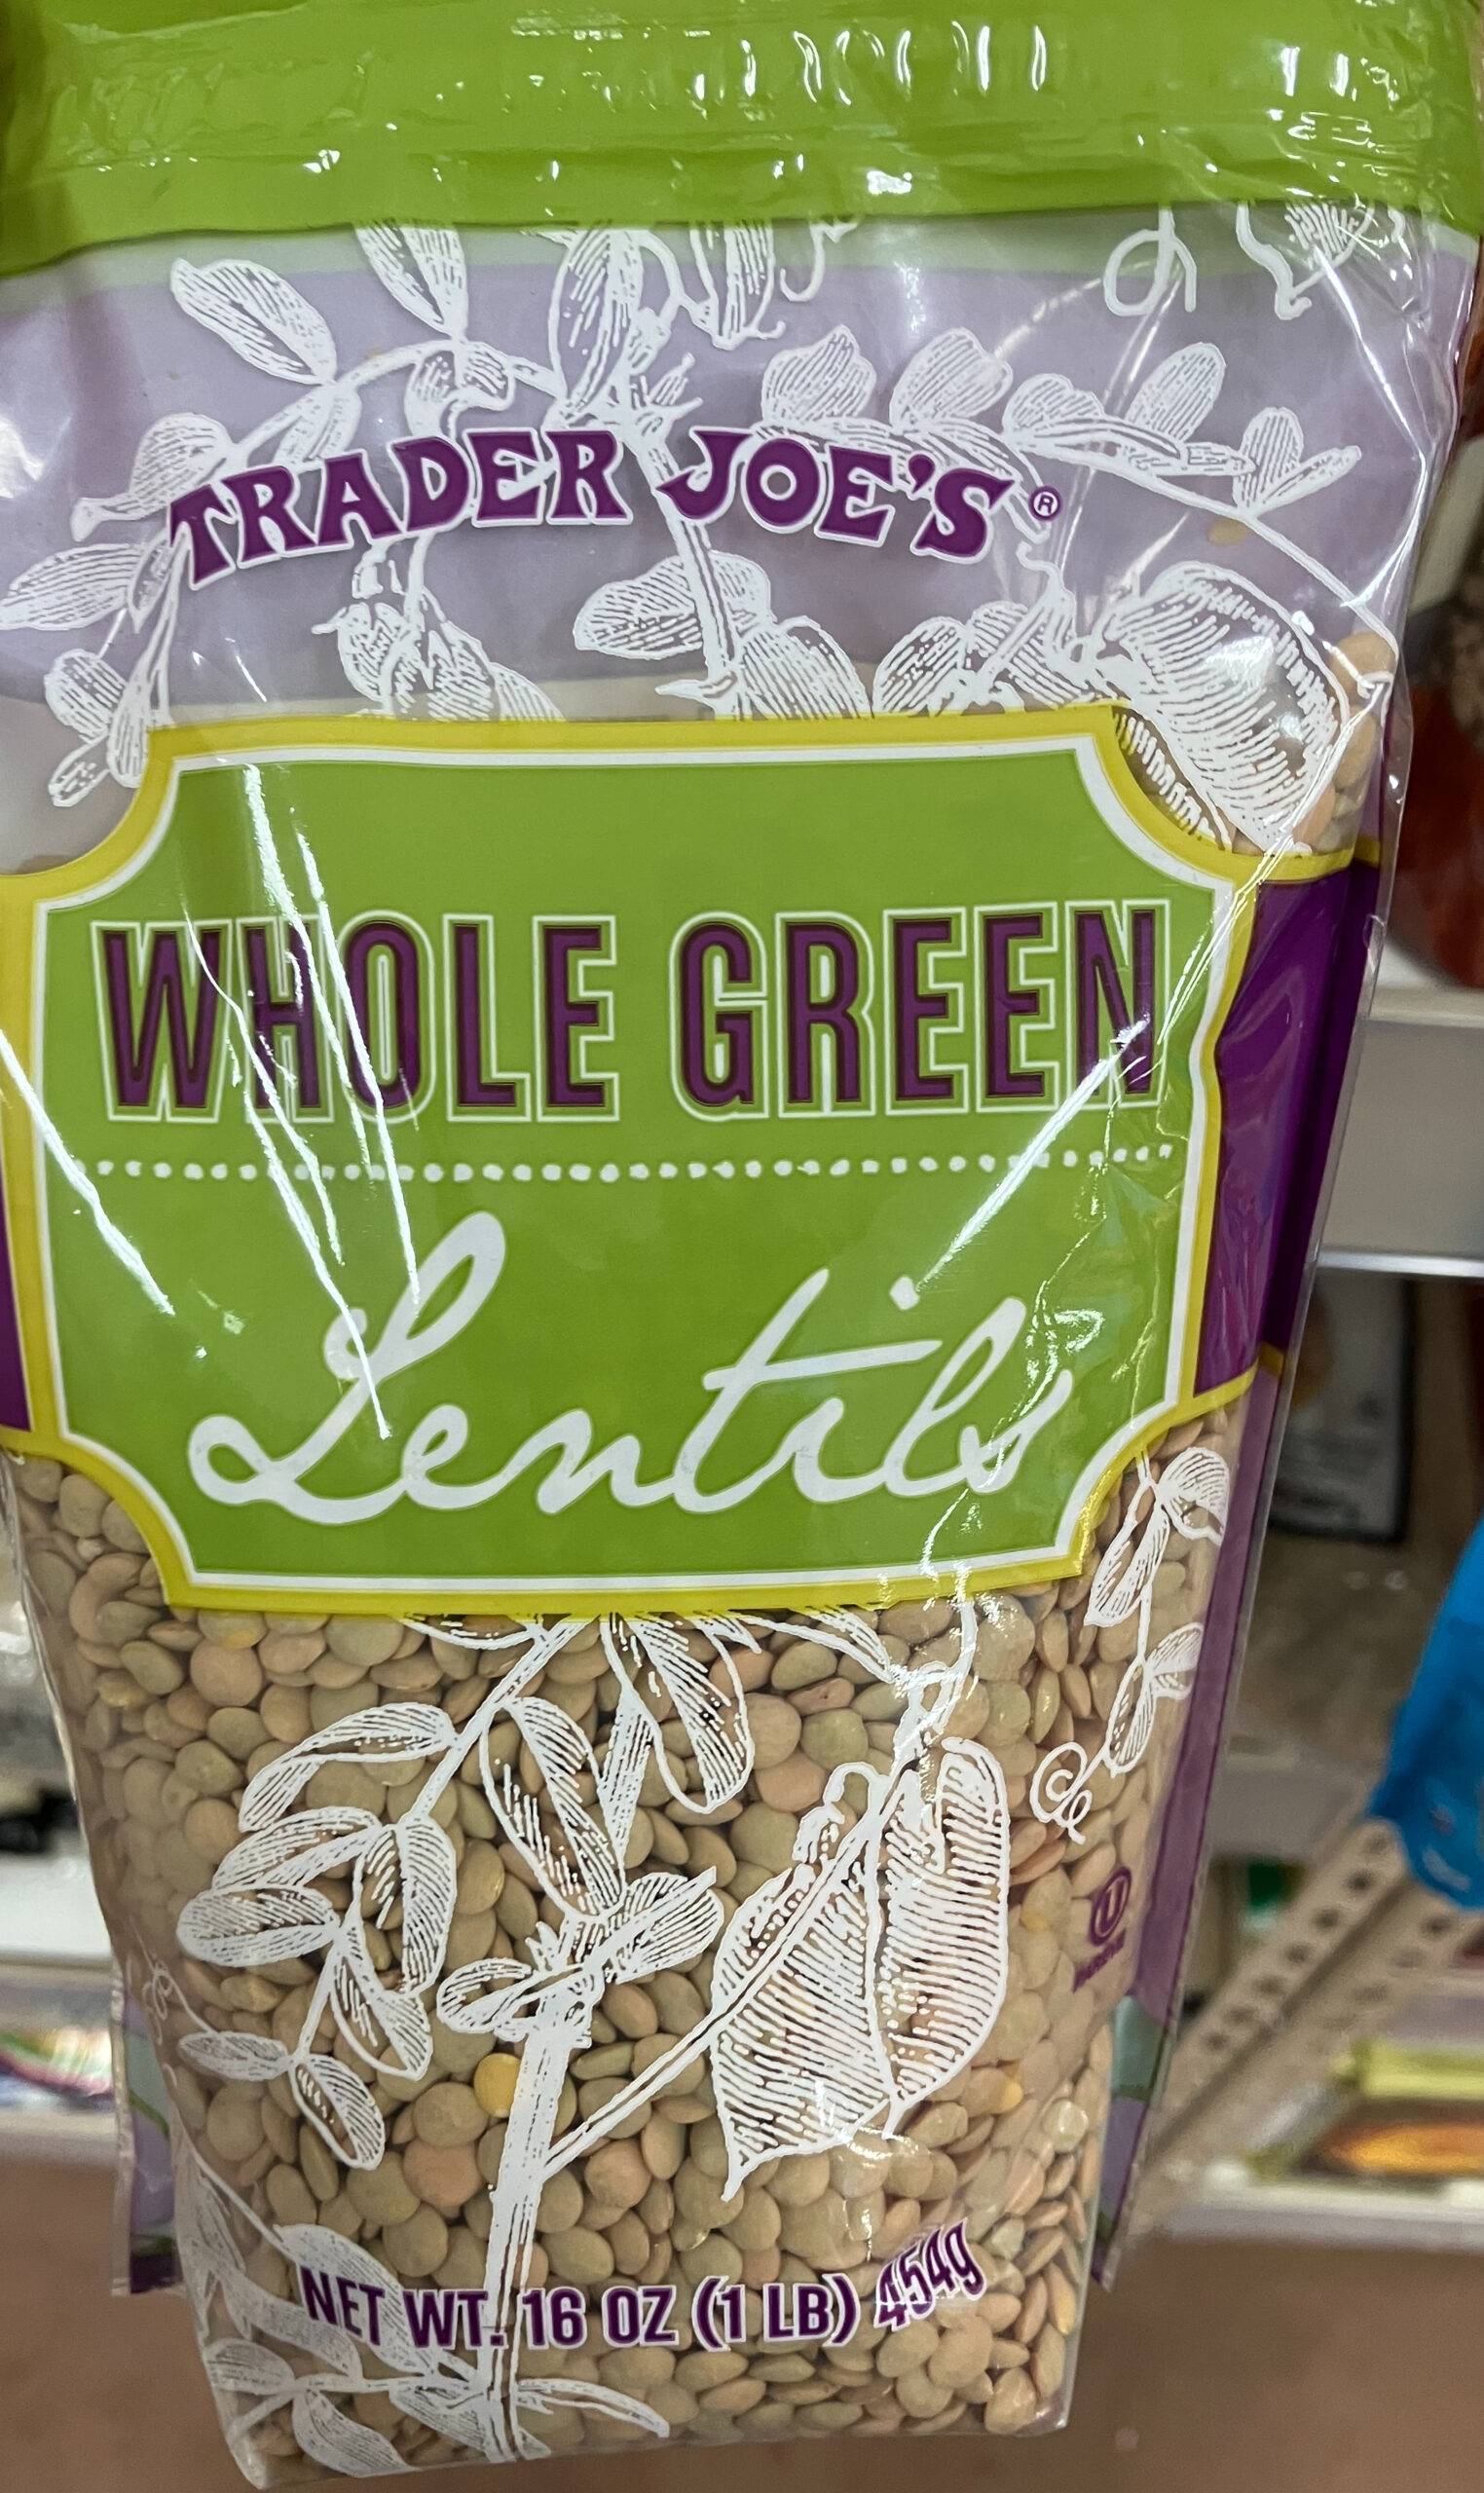 TRADER JOE'S®
WHOLE GREEN
Lentils
U
NET WT. 16 OZ (1 LB) 454g